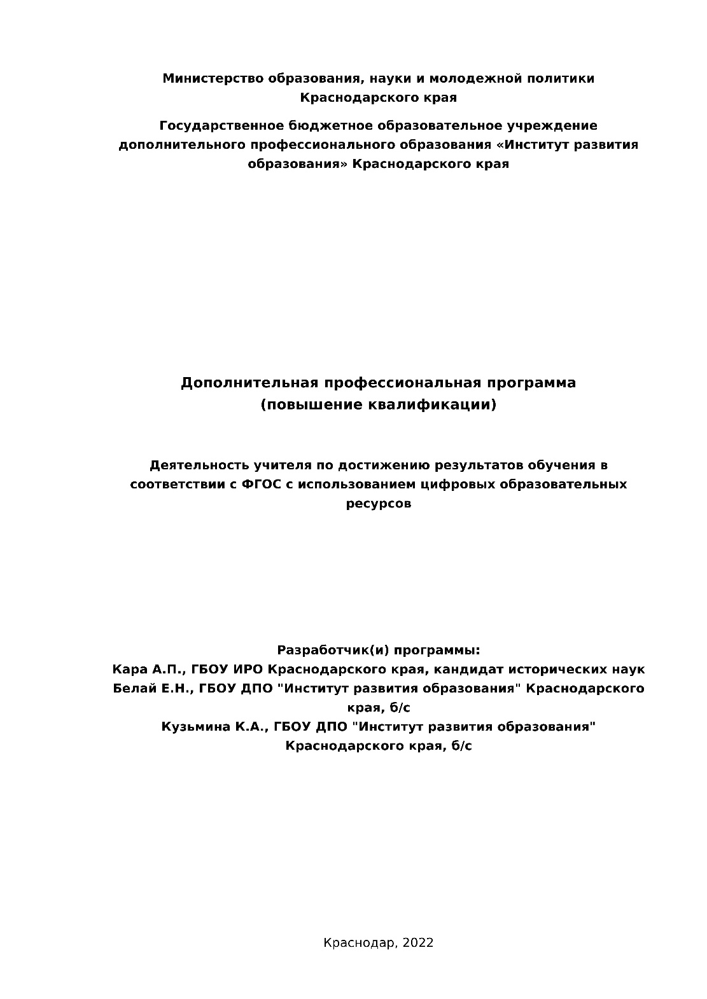 Министерство образования, науки и молодежной политики
Краснодарского края
Государственное бюджетное образовательное учреждение
дополнительного профессионального образования «Институт развития
образования» Краснодарского края
Дополнительная профессиональная программа
(повышение квалификации)
Деятельность учителя по достижению результатов обучения в
соответствии с ФГОС с использованием цифровых образовательных
ресурсов
Разработчик(и) программы:
Кара А.П., ГБОУ ИРО Краснодарского края, кандидат исторических наук
Белай Е.Н., ГБОУ ДПО "Институт развития образования" Краснодарского
края, б/с
Кузьмина К.А., ГБОУ ДПО "Институт развития образования"
Краснодарского края, б/с
Краснодар, 2022